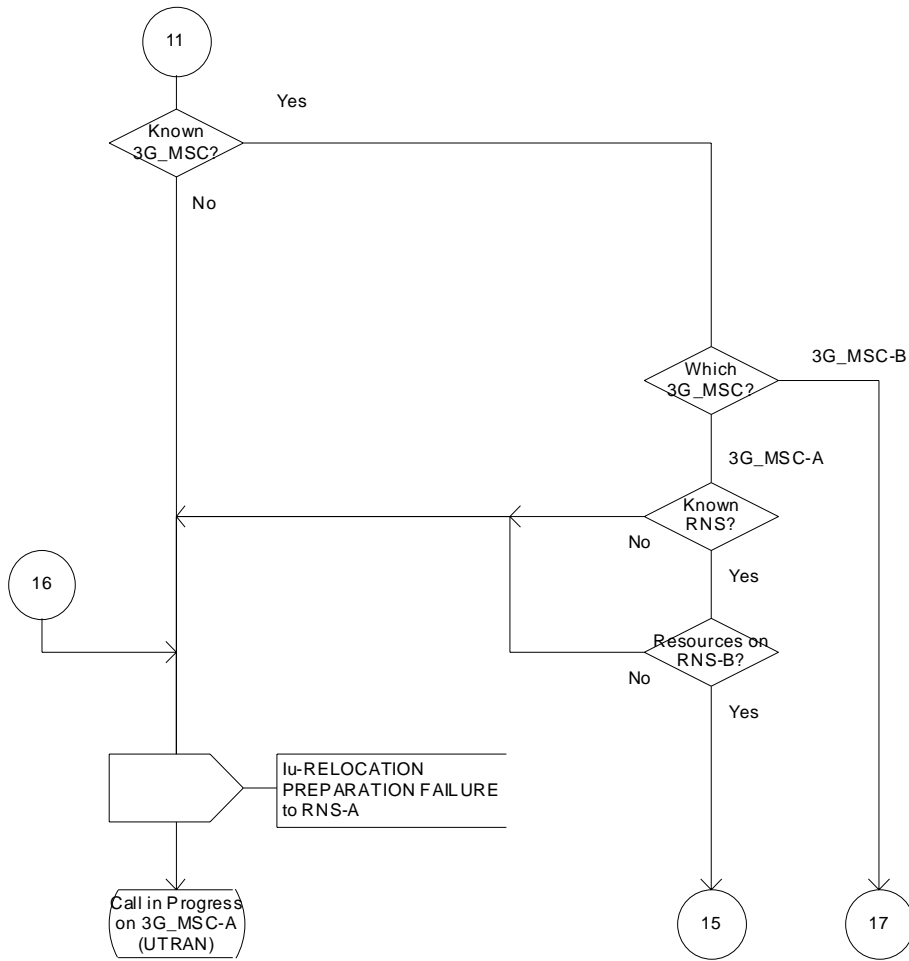 11
Yes
Known
3G_MSC?
No
3G_MSC-B
Which
3G_MSC?
3G_MSC-A
Known
RNS?
No
Yes
16
Resources on
RNS-B?
No
Yes
Iu-RELOCATION
PREPARATION FAILURE
to RNS-A
Call in Progress
on 3G_MSC-A
(UTRAN)
15
17